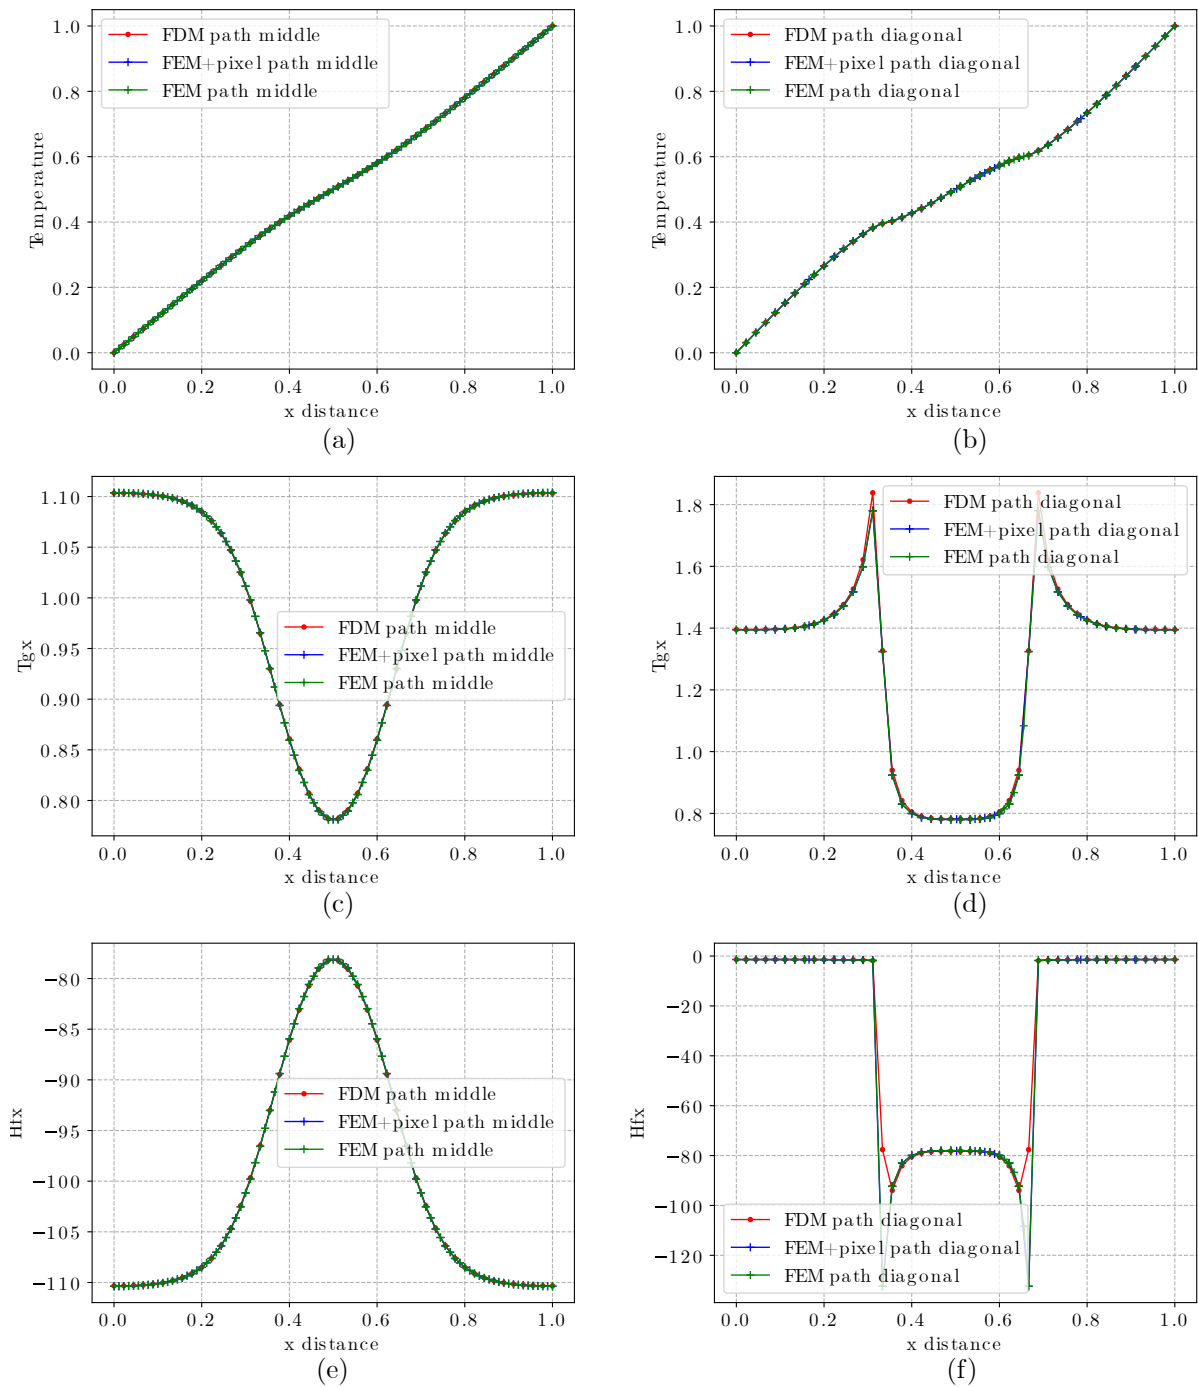 FDM path middle
FEM+pixel path middle
FEM path middle
1.0
0.8
0.6
0.4
0.2
0.0
Temperature
0.0 0.2 0.4 0.6 0.8 1.0
x distance
(a)
FDM path diagonal
FEM+pixel path diagonal
FEM path diagonal
1.0
0.8
0.6
0.4
0.2
0.0
Temperature
0.0 0.2 0.4 0.6 0.8 1.0
x distance
(b)
1.10
1.05
1.00
0.95
0.90
0.85
0.80
Tgx
FDM path middle
FEM+pixel path middle
FEM path middle
0.0 0.2 0.4 0.6 0.8 1.0
x distance
(c)
1.8
1.6
1.4
1.2
1.0
0.8
Tgx
FDM path diagonal
FEM+pixel path diagonal
FEM path diagonal
0.0 0.2 0.4 0.6 0.8 1.0
x distance
(d)
−80
−85
−90
−95
−100
−105
−110
Hfx
FDM path middle
FEM+pixel path middle
FEM path middle
0.0 0.2 0.4 0.6 0.8 1.0
x distance
(e)
0
−20
−40
−60
−80
−100
−120
Hfx
FDM path diagonal
FEM+pixel path diagonal
FEM path diagonal
0.0 0.2 0.4 0.6 0.8 1.0
x distance
(f)